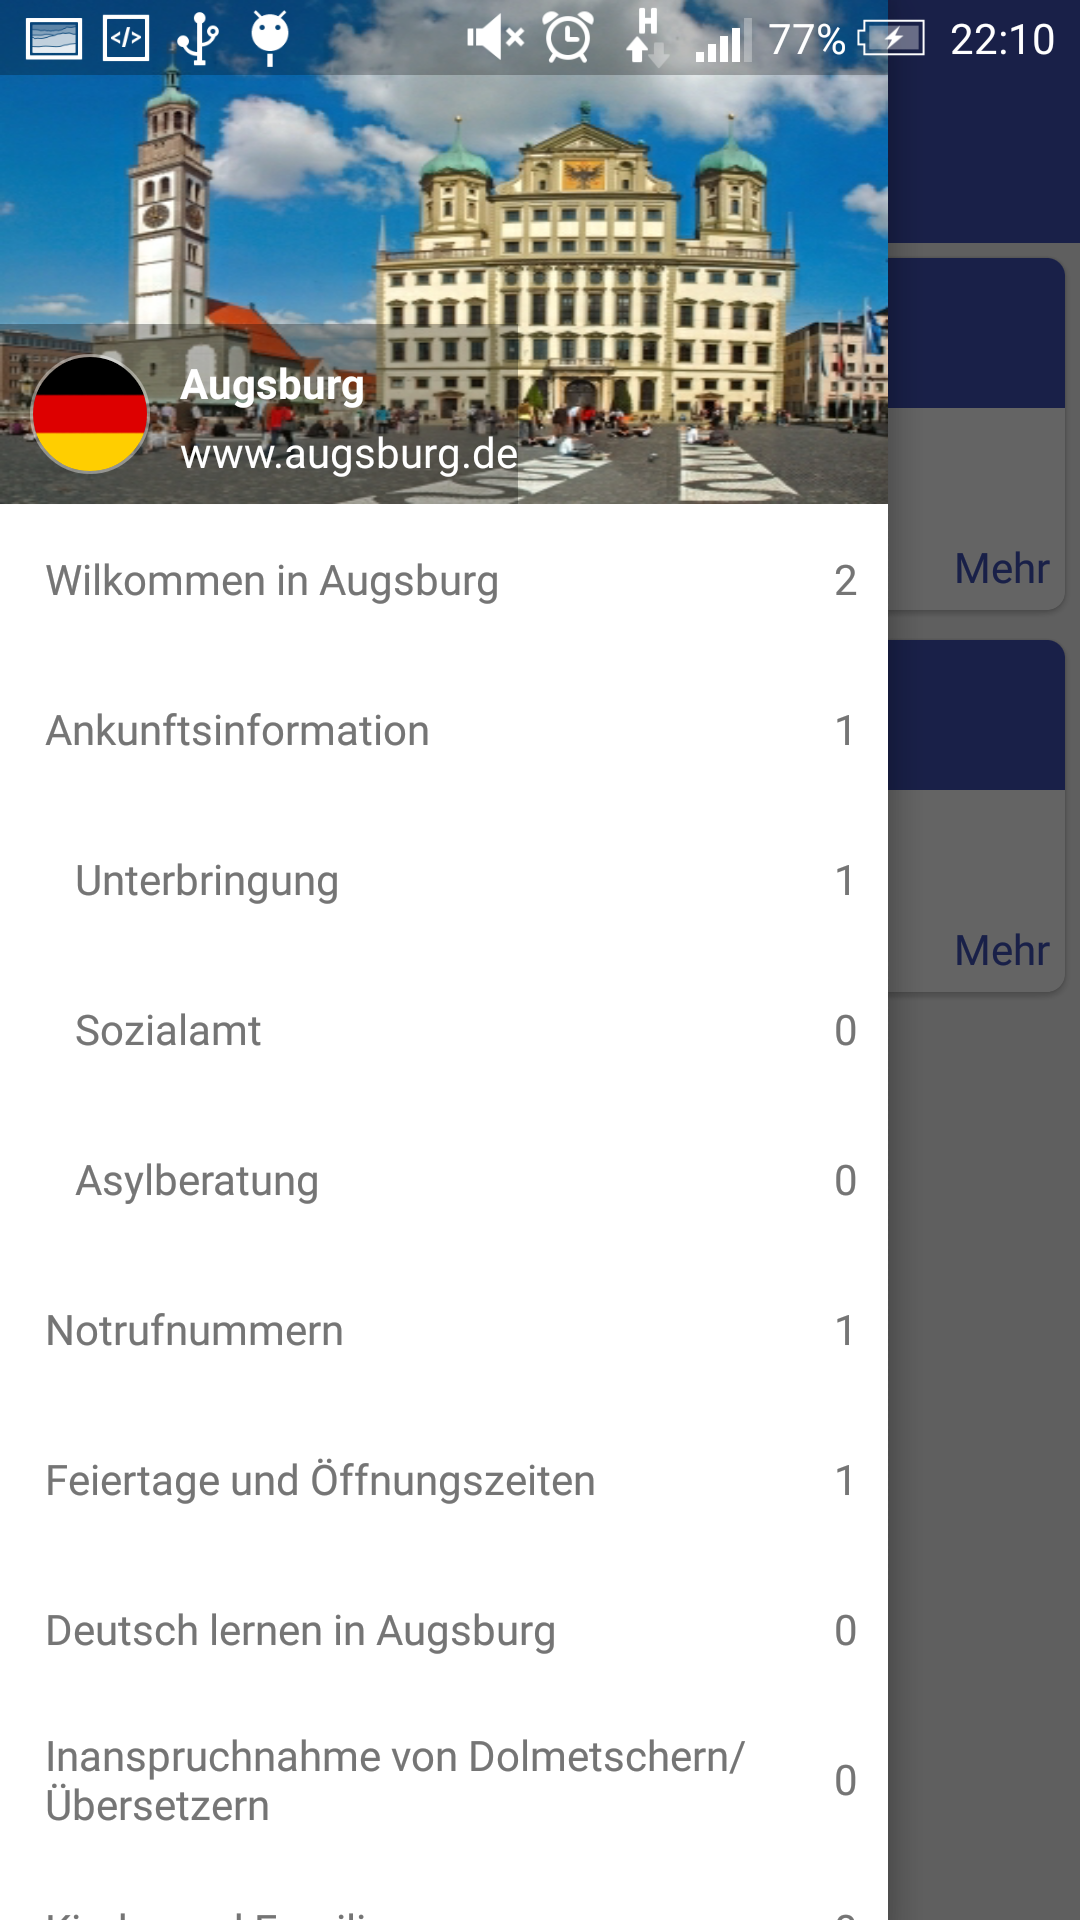 H 77% 22:10
Augsburg
www.augsburg.de
Wilkommen in Augsburg 2
Mehr
Ankunftsinformation 1
Unterbringung 1
Mehr
Sozialamt 0
Asylberatung 0
Notrufnummern 1
Feiertage und Öffnungszeiten 1
Deutsch lernen in Augsburg 0
Inanspruchnahme von Dolmetschern/
Übersetzern 0